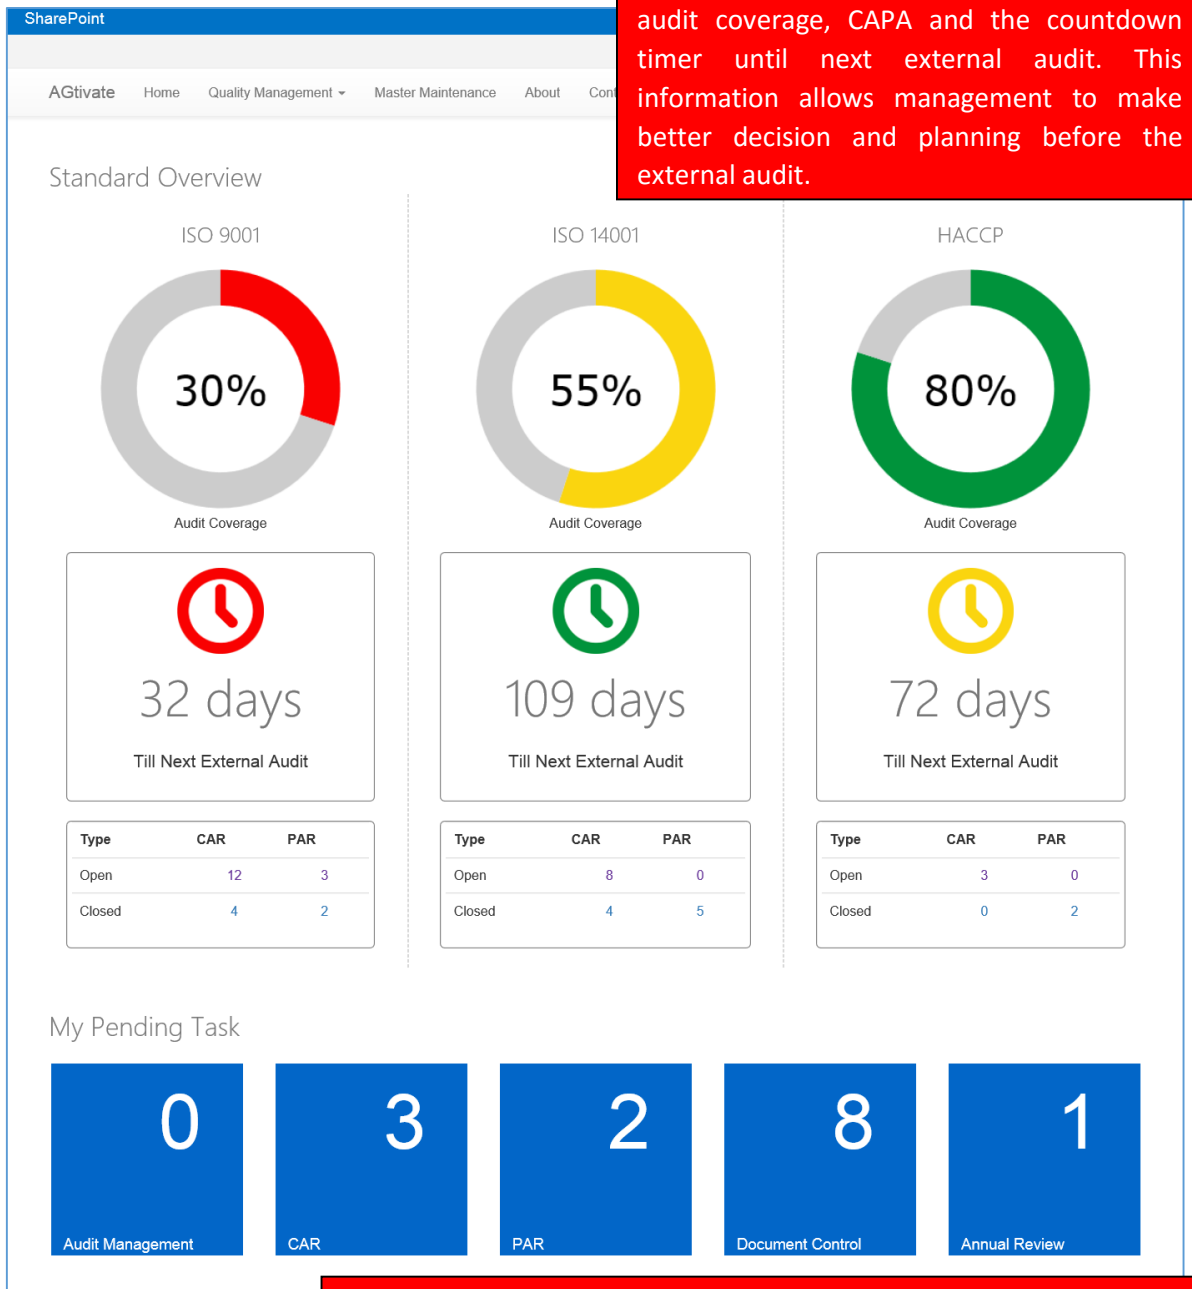 SharePoint
audit coverage, CAPA and the countdown
timer until next external audit. This
information allows management to make
better decision and planning before the
external audit.
AGtivate Home Quality Management Master Maintenance About
Standard Overview
ISO 9001 ISO 14001 HACCP
30% 55% 80%
Audit Coverage Audit Coverage Audit Coverage
32 days 109 days 72 days
Till Next External Audit Till Next External Audit Till Next External Audit
Type CAR PAR Type CAR PAR Type CAR PAR
Open 12 3 Open 8 0 Open 3 0
Closed 4 2 Closed 4 5 Closed 0 2
My Pending Task
0 3 2 8 1
Audit Management CAR PAR Document Control Annual Review